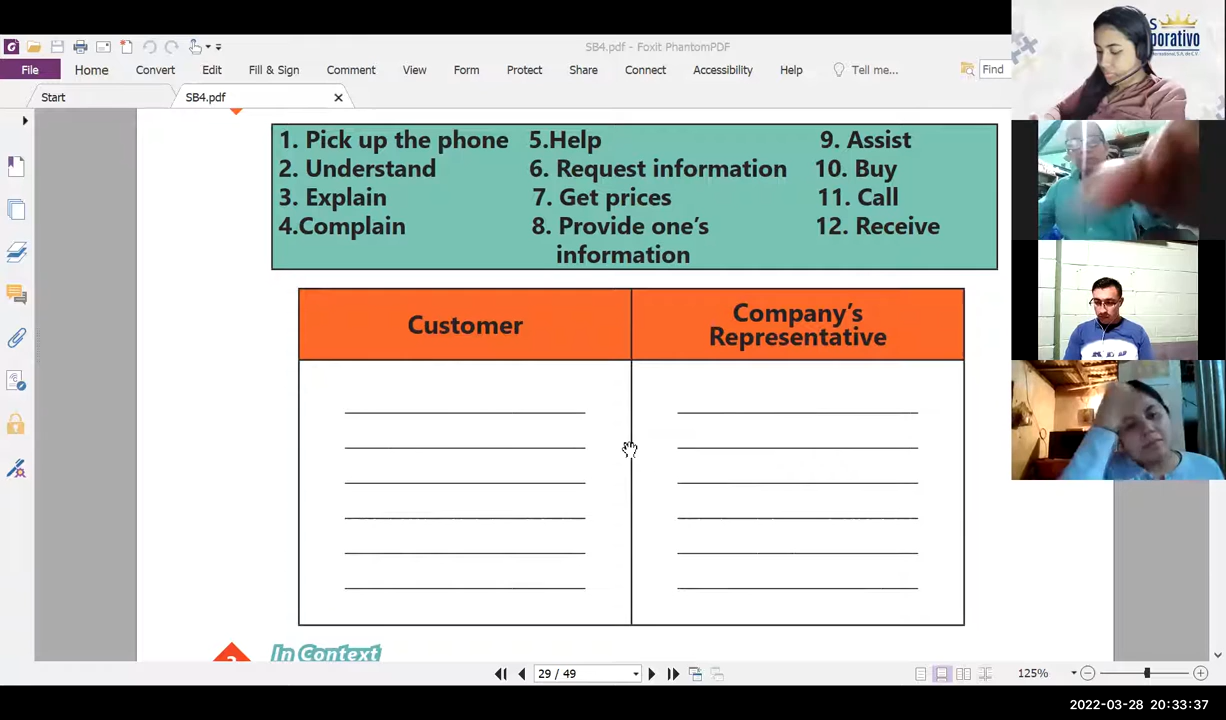 SB4.pdf - Foxit PhantomPDF
File Home Convert Edit Fill & Sign Comment View Form Protect Share Connect Accessibility Help Tell me... Find
Start SB4.pdf
1. Pick up the phone 5.Help 9. Assist
2. Understand 6. Request information 10. Buy
3. Explain 7. Get prices 11. Call
4.Complain 8. Provide one's 12. Receive
information
Customer Company's
Representative
In Context
29 / 49 125%
2022-03-28 20:33:37